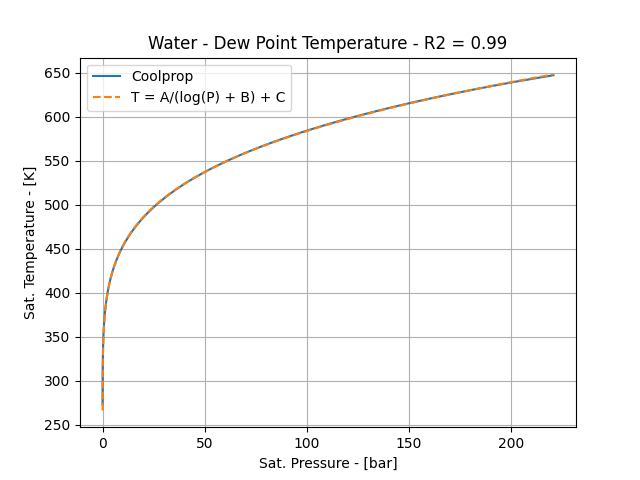 Water - Dew Point Temperature - R2 = 0.99
Coolprop
T = A/(log(P) + B) + C
Sat. Temperature - [K]
650
600
550
500
450
400
350
300
250
0
50
100
150
200
Sat. Pressure - [bar]